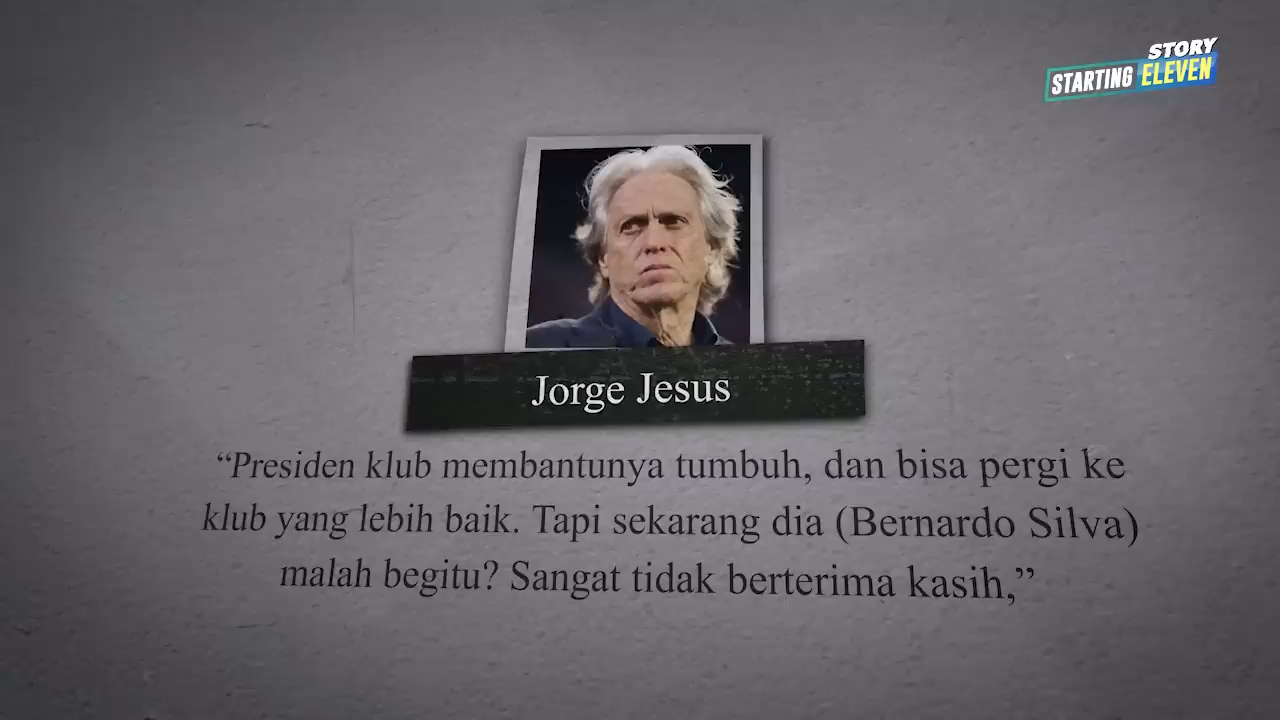 STORY
STARTING ELEVEN
Jorge Jesus
“Presiden klub membantunya tumbuh, dan bisa pergi ke
klub yang lebih baik. Tapi sekarang dia (Bernardo Silva)
malah begitu? Sangat tidak berterima kasih,”